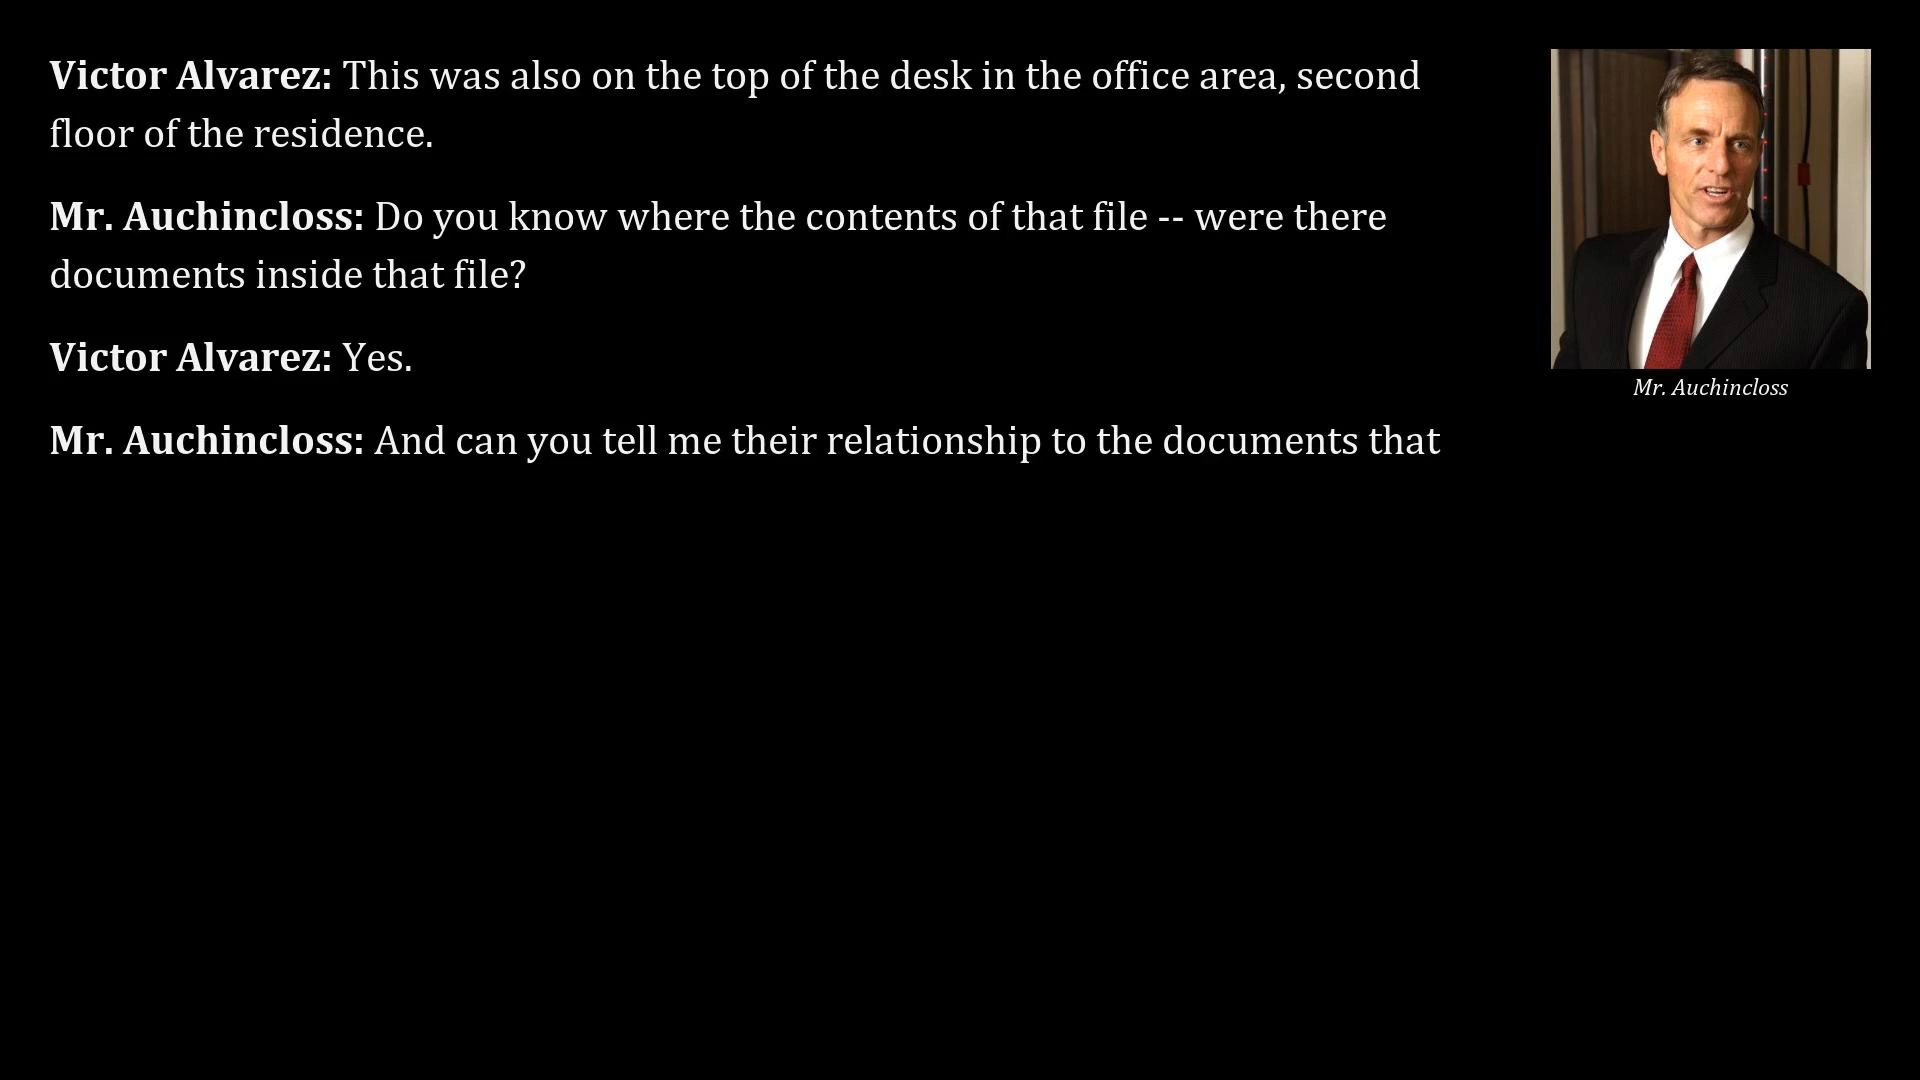 Victor Alvarez: This was also on the top of the desk in the office area, second
floor of the residence.
Mr. Auchincloss: Do you know where the contents of that file -- were there
documents inside that file?
Victor Alvarez: Yes.
Mr. Auchincloss: And can you tell me their relationship to the documents that
Mr. Auchincloss